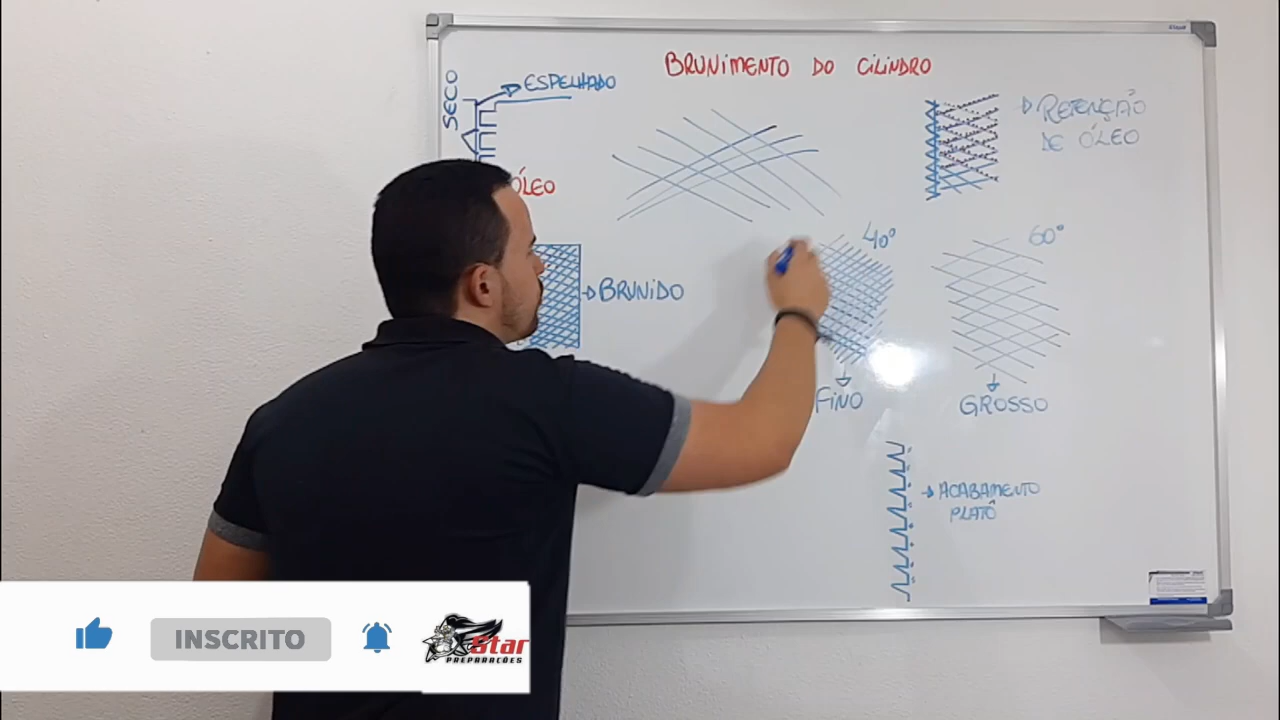 BRUNIMENTO DO CILINDRO
SECO
ESPELHADO
ÓLEO
BRUNIDO
RETENÇÃO
DE ÓLEO
40°
60°
FINO
GROSSO
ACABAMENTO
PLATÔ
INSCRITO
Star
PREPARAÇÕES